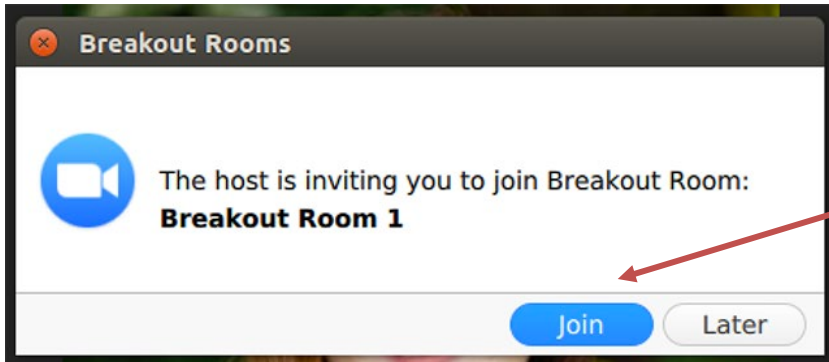 Breakout Rooms
The host is inviting you to join Breakout Room:
Breakout Room 1
Join
Later